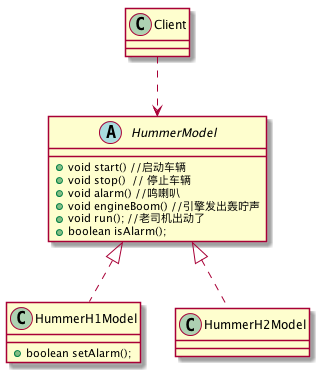 C Client
A HummerModel
void start() //启动车辆
void stop()  // 停止车辆
void alarm() //鸣喇叭
void engineBoom() //引擎发出轰咛声
void run(); //老司机出动了
boolean isAlarm();
C HummerH1Model
boolean setAlarm();
C HummerH2Model